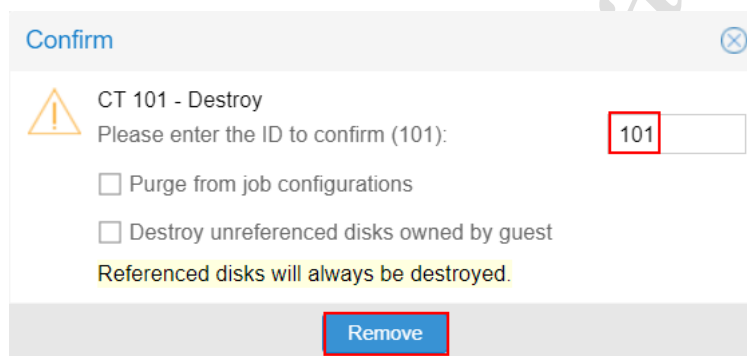 Confirm
CT 101 - Destroy
Please enter the ID to confirm (101): 101
Purge from job configurations
Destroy unreferenced disks owned by guest
Referenced disks will always be destroyed.
Remove